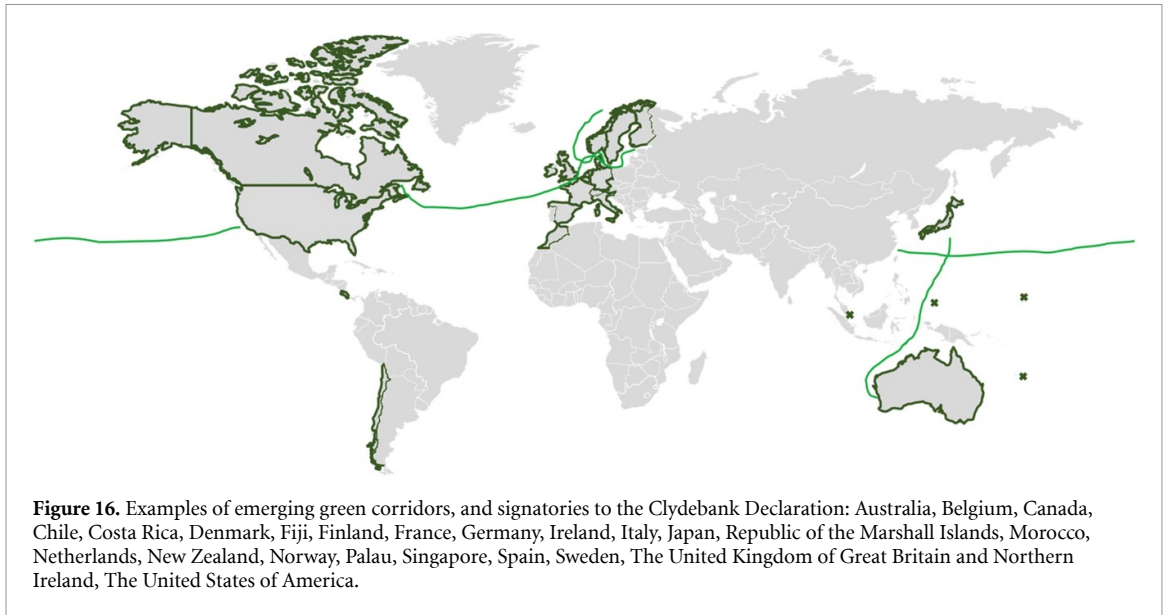 Figure 16. Examples of emerging green corridors, and signatories to the Clydebank Declaration: Australia, Belgium, Canada,
Chile, Costa Rica, Denmark, Fiji, Finland, France, Germany, Ireland, Italy, Japan, Republic of the Marshall Islands, Morocco,
Netherlands, New Zealand, Norway, Palau, Singapore, Spain, Sweden, The United Kingdom of Great Britain and Northern
Ireland, The United States of America.